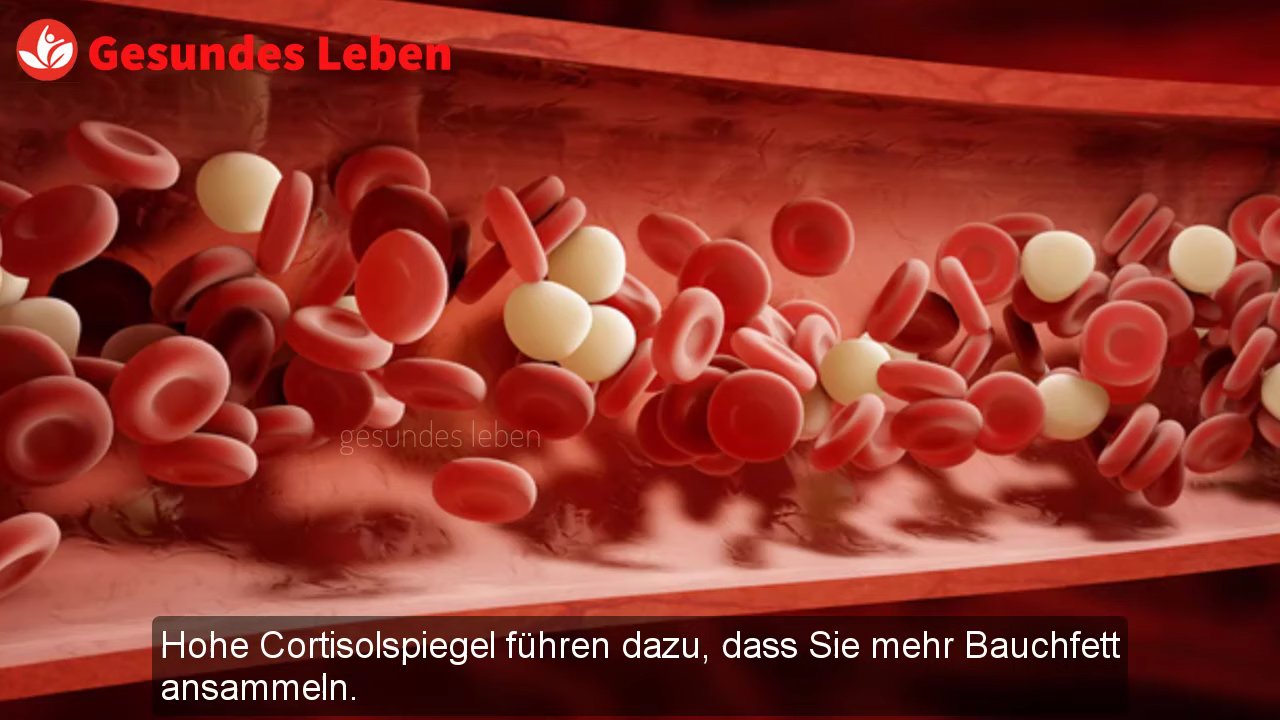 Gesundes Leben
gesundes leben
Hohe Cortisolspiegel führen dazu, dass Sie mehr Bauchfett
ansammeln.